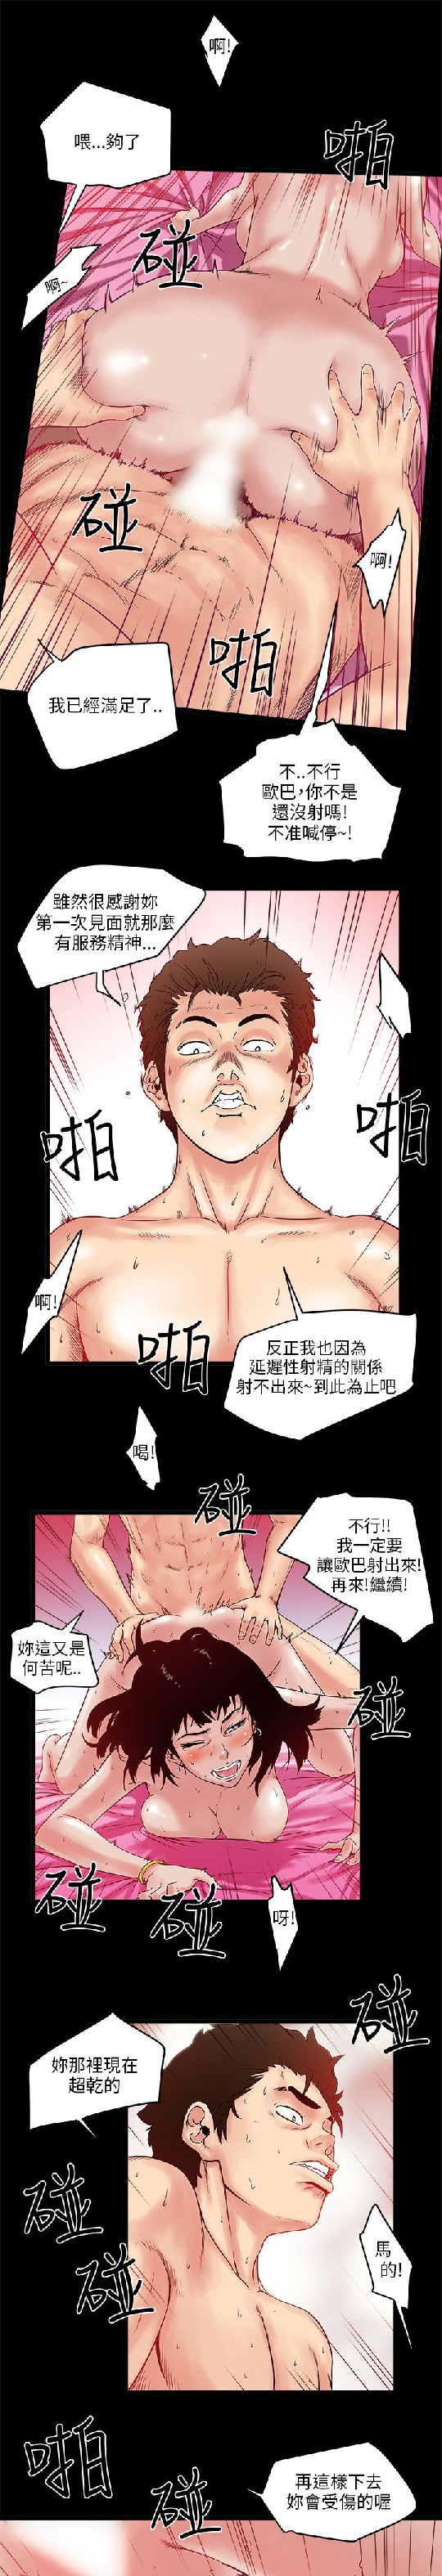 啊!
喂...夠了
啪
碰
啊~
碰
啊!
啪
我已經滿足了..
不..不行
歐巴,你不是
還沒射嗎!
不准喊停~!
雖然很感謝妳
第一次見面就那麼
有服務精神...
啪
啪
啊!
啪
反正我也因為
延遲性射精的關係
射不出來~到此為止吧
喝!
碰
不行!!
我一定要
讓歐巴射出來!
再來!繼續!
妳這又是
何苦呢..
碰
碰
碰
呀!
碰
妳那裡現在
超乾的
碰
碰
馬
的!
啪
碰
再這樣下去
妳會受傷的喔